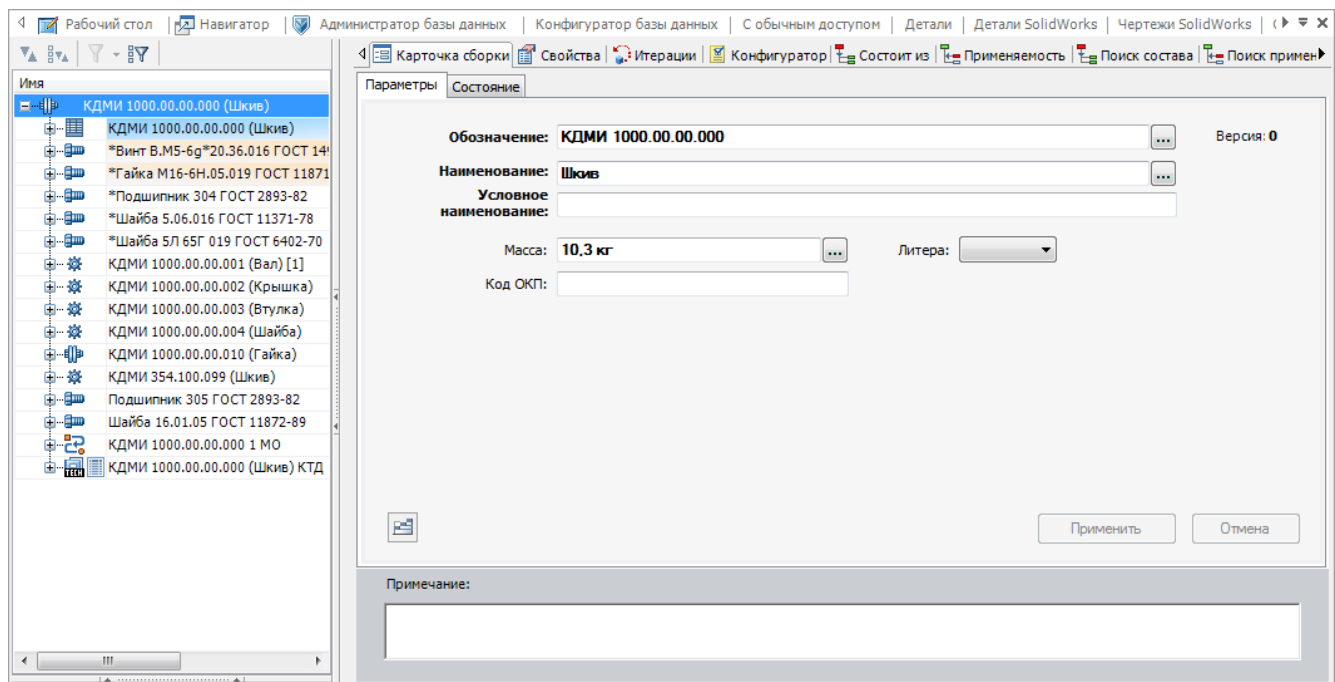 Рабочий стол Навигатор Администратор базы данных Конфигуратор базы данных С обычным доступом Детали Детали SolidWorks Чертежи SolidWorks
Карточка сборки Свойства Итерации Конфигуратор Состоит из Применяемость Поиск состава Поиск примен
Имя
КДМИ 1000.00.00.000 (Шкив)
КДМИ 1000.00.00.000 (Шкив)
*Винт В.М5-6g*20.36.016 ГОСТ 149
*Гайка М16-6Н.05.019 ГОСТ 11871
*Подшипник 304 ГОСТ 2893-82
*Шайба 5.06.016 ГОСТ 11371-78
*Шайба 5Л 65Г 019 ГОСТ 6402-70
КДМИ 1000.00.00.001 (Вал) [1]
КДМИ 1000.00.00.002 (Крышка)
КДМИ 1000.00.00.003 (Втулка)
КДМИ 1000.00.00.004 (Шайба)
КДМИ 1000.00.00.010 (Гайка)
КДМИ 354.100.099 (Шкив)
Подшипник 305 ГОСТ 2893-82
Шайба 16.01.05 ГОСТ 11872-89
КДМИ 1000.00.00.000 1 МО
TECH КДМИ 1000.00.00.000 (Шкив) КТД
Параметры Состояние
Обозначение: КДМИ 1000.00.00.000 ... Версия: 0
Наименование: Шкив ...
Условное
наименование:
Масса: 10,3 кг ... Литера:
Код ОКП:
Применить Отмена
Примечание: